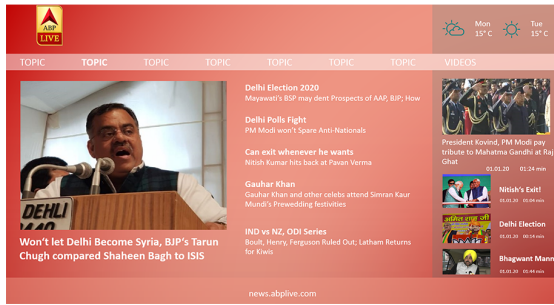 ABP
LIVE
Mon
15° C
Tue
15° C
TOPIC
TOPIC
TOPIC
TOPIC
TOPIC
TOPIC
TOPIC
VIDEOS
DEHLI
Won't let Delhi Become Syria, BJP's Tarun
Chugh compared Shaheen Bagh to ISIS
Delhi Election 2020
Mayawati's BSP may dent Prospects of AAP, BJP; How
Delhi Polls Fight
PM Modi won't Spare Anti-Nationals
Can exit whenever he wants
Nitish Kumar hits back at Pavan Verma
Gauhar Khan
Gauhar Khan and other celebs attend Simran Kaur
Mundi's Prewedding festivities
IND vs NZ, ODI Series
Boult, Henry, Ferguson Ruled Out; Latham Returns
for Kiwis
President Kovind, PM Modi pay
tribute to Mahatma Gandhi at Raj
Ghat
01.01.20 01:24 min
Nitish's Exit!
01.01.20 01:04 min
Delhi Election
01.01.20 00:14 min
Bhagwant Mann
01.01.20 01:44 min
news.abplive.com